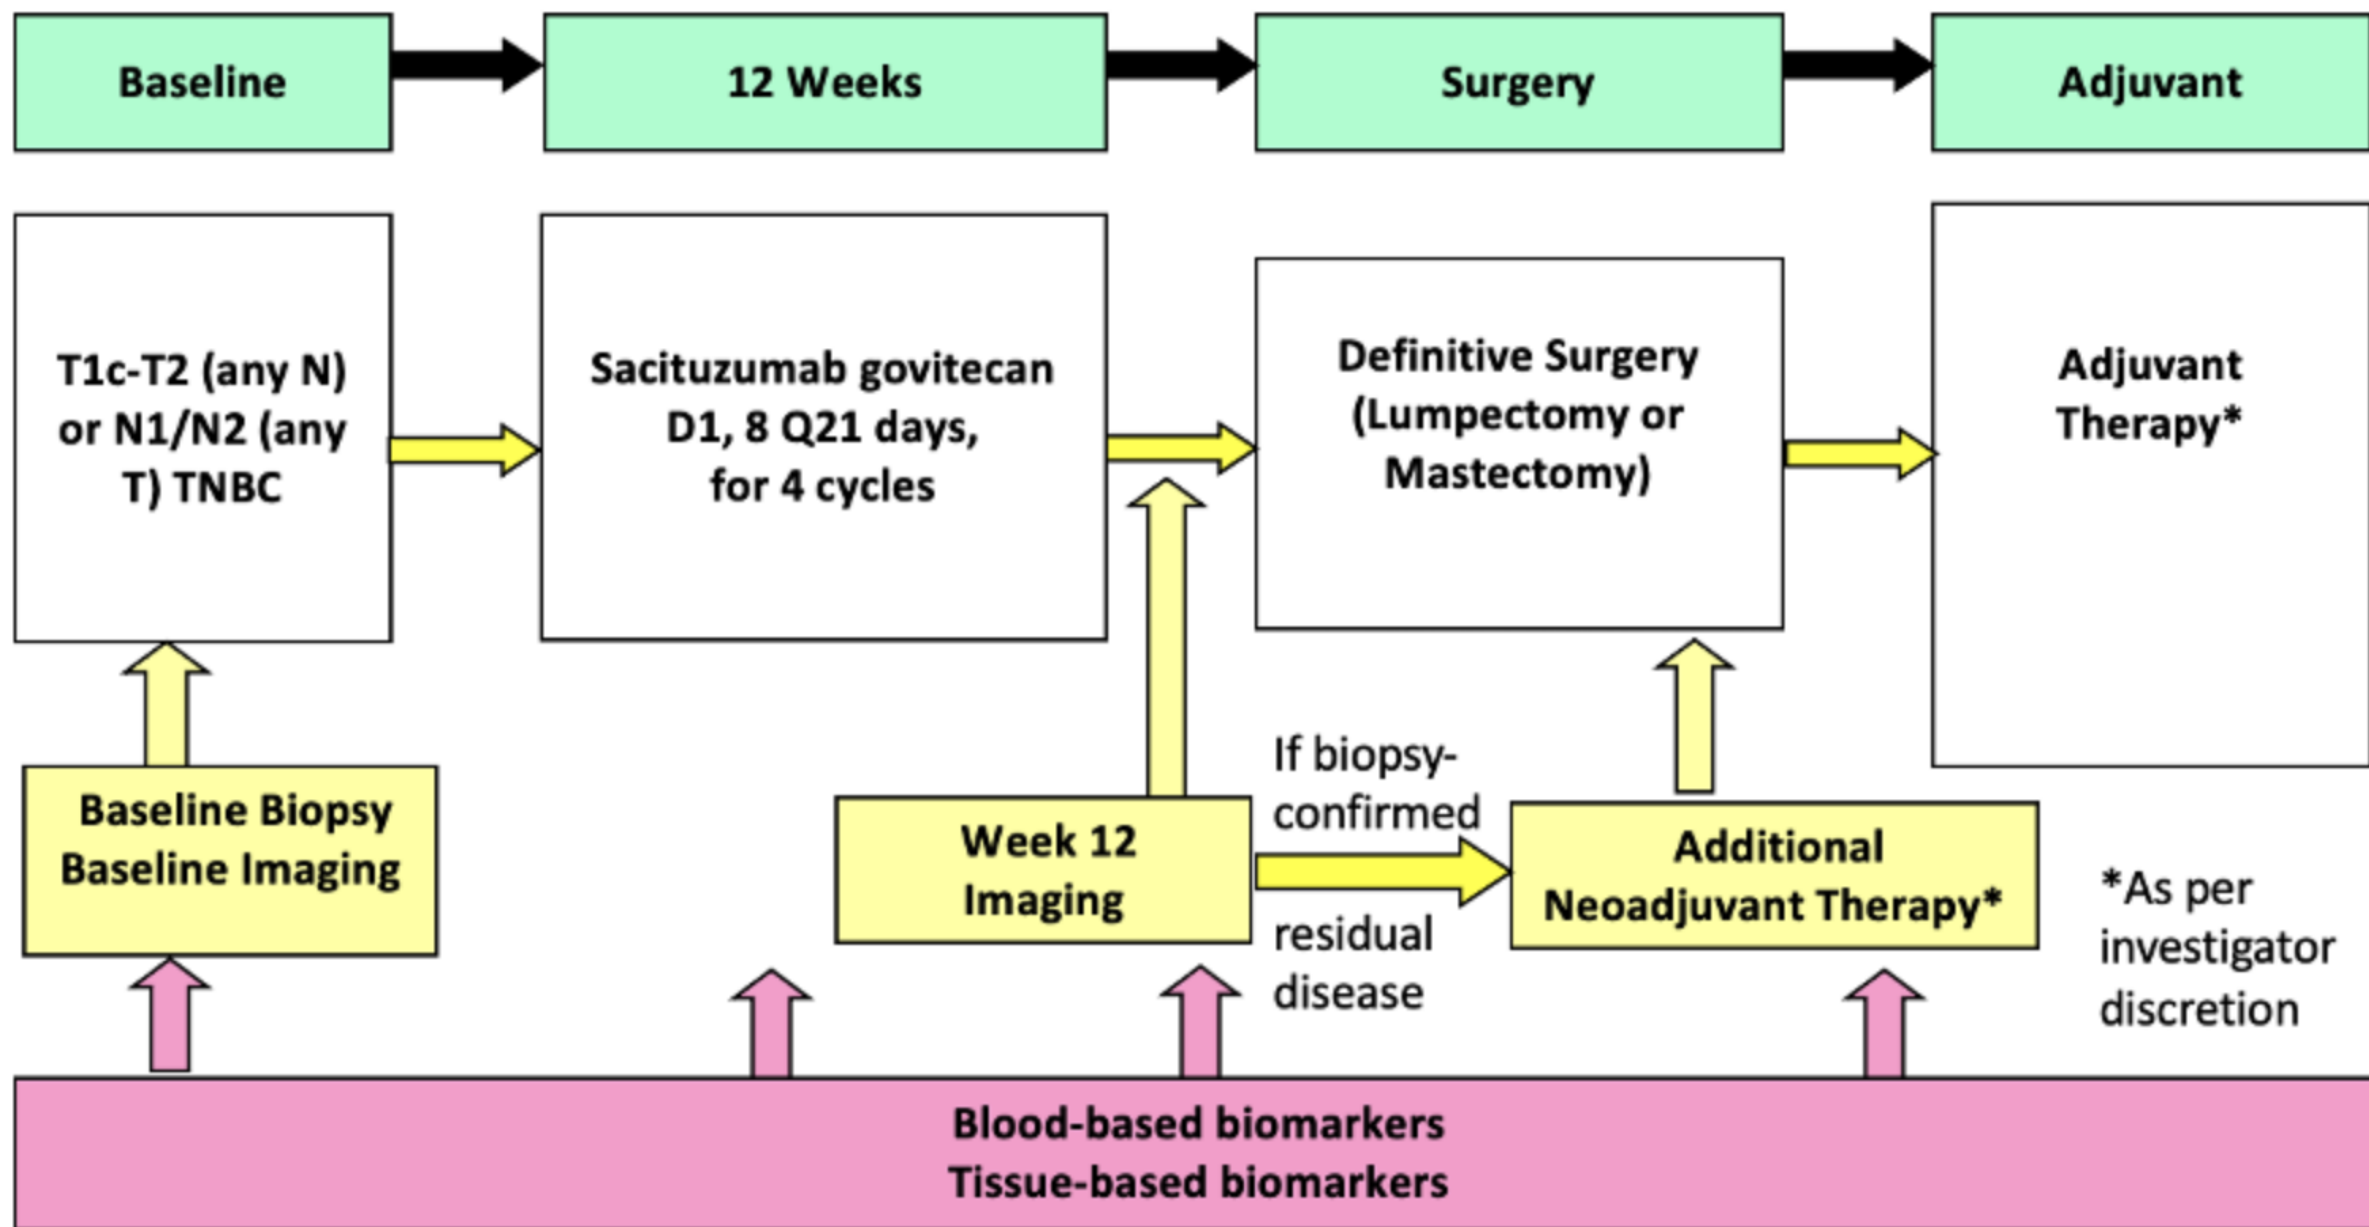 Baseline
12 Weeks
Surgery
Adjuvant
T1c-T2 (any N)
or N1/N2 (any
T) TNBC
Sacituzumab govitecan
D1, 8 Q21 days,
for 4 cycles
Definitive Surgery
(Lumpectomy or
Mastectomy)
Adjuvant
Therapy*
Baseline Biopsy
Baseline Imaging
Week 12
Imaging
If biopsy-
confirmed
residual
disease
Additional
Neoadjuvant Therapy*
*As per
investigator
discretion
Blood-based biomarkers
Tissue-based biomarkers